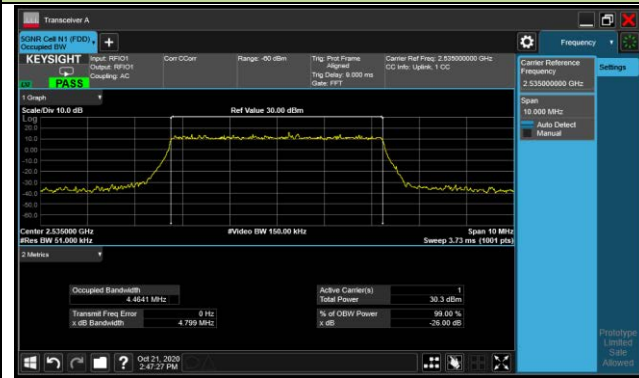 Transceiver A
5GNR Cell N1 (FDD)
Occupied BW
Frequency
KEYSIGHT
Input: RFIO1
Output: RFIO1
Coupling: AC
Corr CCorr
Range: -60 dBm
Trig: Prot Frame
Aligned
Trig Delay: 9.000 ms
Gate: FFT
Carrier Ref Freq: 2.535000000 GHz
CC Info: Uplink, 1 CC
PASS
Carrier Reference
Frequency
2.535000000 GHz
Settings
Span
10.000 MHz
Auto Detect
Manual
1 Graph
Scale/Div 10.0 dB
Ref Value 30.00 dBm
Log
20.0
10.0
0.00
-10.0
-20.0
-30.0
-40.0
-50.0
-60.0
Center 2.535000 GHz
#Video BW 150.00 kHz
Span 10 MHz
#Res BW 51.000 kHz
Sweep 3.73 ms (1001 pts)
2 Metrics
Occupied Bandwidth
4.4641 MHz
Active Carrier(s) 1
Total Power 30.3 dBm
Transmit Freq Error 0 Hz
x dB Bandwidth 4.799 MHz
% of OBW Power 99.00 %
x dB -26.00 dB
Prototype
Limited
Sale
Allowed
Oct 21, 2020
2:47:27 PM